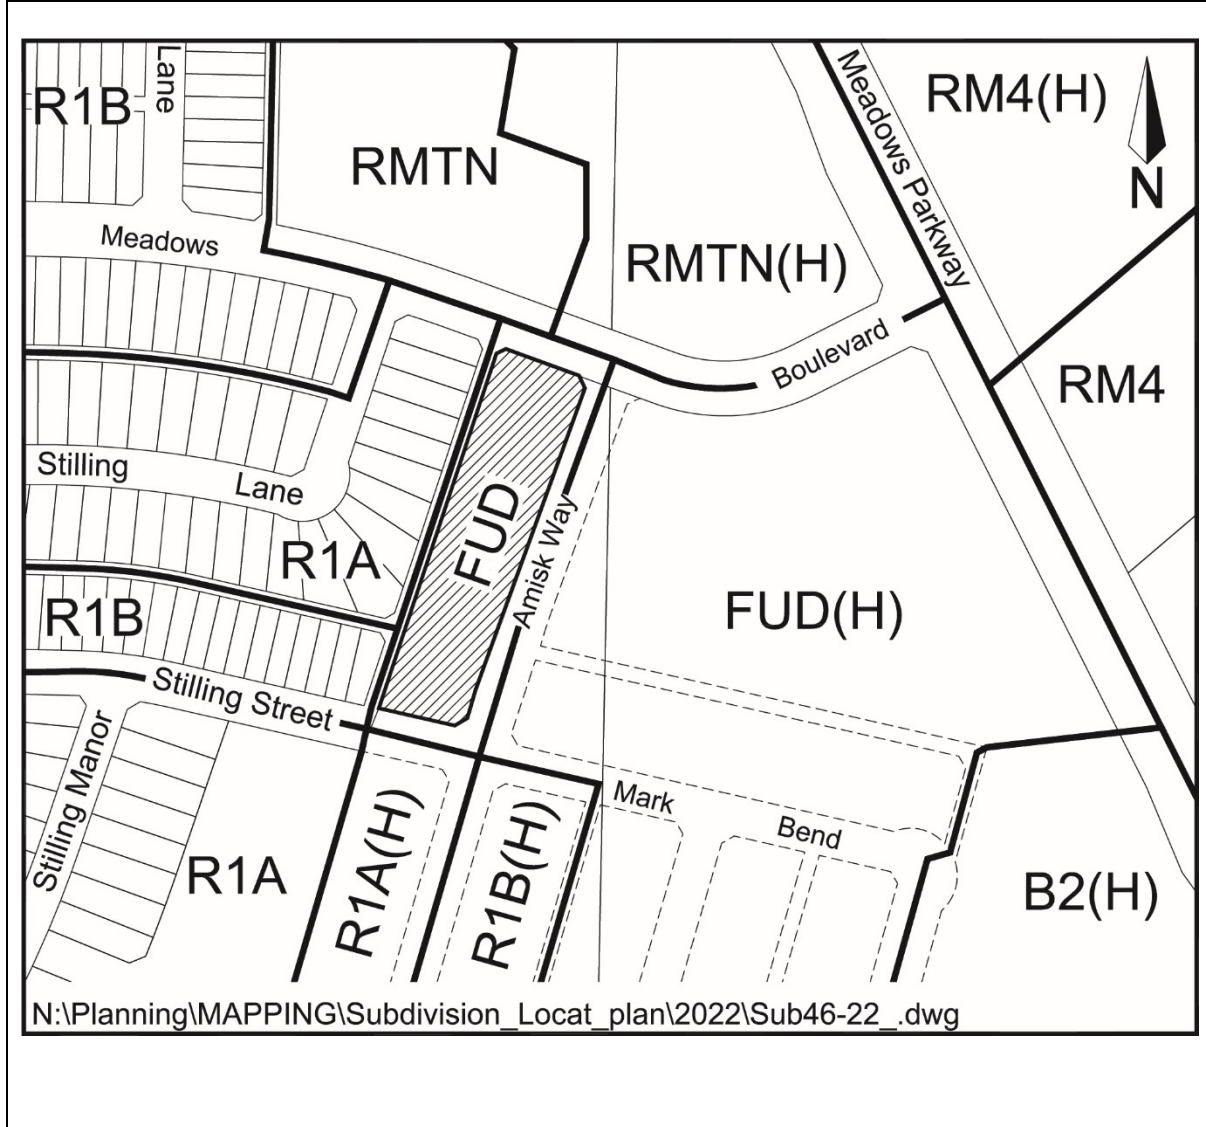 R1B
Lane
RMTN
Meadows Parkway
RM4(H)
N
Meadows
RMTN(H)
Boulevard
RM4
Stilling
Lane
FUD
Amisk Way
R1A
R1B
FUD(H)
Stilling Street
Stilling Manor
Mark
Bend
R1A
R1A(H)
R1B(H)
B2(H)
N:\Planning\MAPPING\Subdivision_Locat_plan\2022\Sub46-22_.dwg